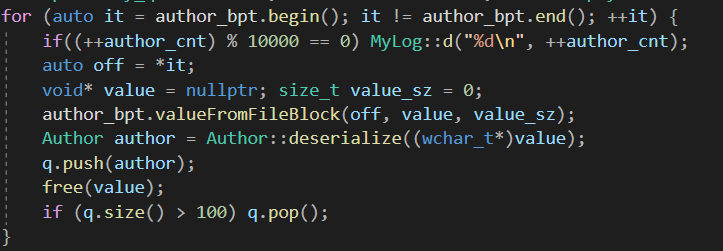 for (auto it = author_bpt.begin(); it != author_bpt.end(); ++it) {
if((++author_cnt) % 10000 == 0) MyLog::d("%d\n", ++author_cnt);
auto off = *it;
void* value = nullptr; size_t value_sz = 0;
author_bpt.valueFromFileBlock(off, value, value_sz);
Author author = Author::deserialize((wchar_t*)value);
q.push(author);
free(value);
if (q.size() > 100) q.pop();
}